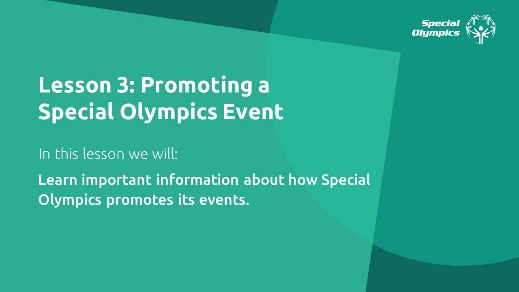 Special
Olympics
Lesson 3: Promoting a
Special Olympics Event
In this lesson we will:
Learn important information about how Special
Olympics promotes its events.